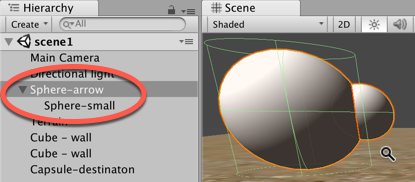 Hierarchy
Create
All
scene1
Main Camera
Directional light
Sphere-arrow
Sphere-small
Terrain
Cube - wall
Cube - wall
Capsule-destinaton
Scene
Shaded
2D